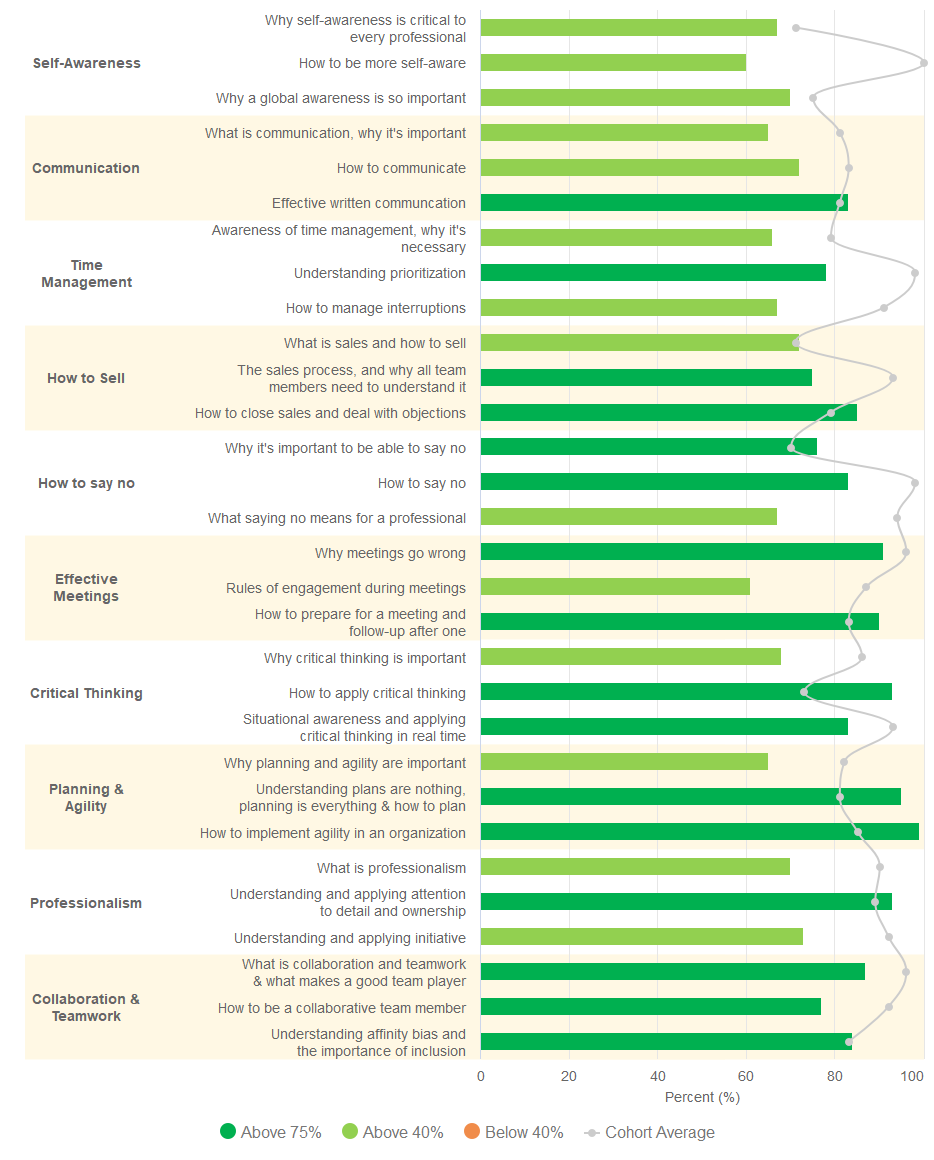 Self-Awareness
Why self-awareness is critical to
every professional
How to be more self-aware
Why a global awareness is so important
Communication
What is communication, why it's important
How to communicate
Effective written communcation
Time
Management
Awareness of time management, why it's
necessary
Understanding prioritization
How to manage interruptions
How to Sell
What is sales and how to sell
The sales process, and why all team
members need to understand it
How to close sales and deal with objections
How to say no
Why it's important to be able to say no
How to say no
What saying no means for a professional
Effective
Meetings
Why meetings go wrong
Rules of engagement during meetings
How to prepare for a meeting and
follow-up after one
Critical Thinking
Why critical thinking is important
How to apply critical thinking
Situational awareness and applying
critical thinking in real time
Planning &
Agility
Why planning and agility are important
Understanding plans are nothing,
planning is everything & how to plan
How to implement agility in an organization
Professionalism
What is professionalism
Understanding and applying attention
to detail and ownership
Understanding and applying initiative
Collaboration &
Teamwork
What is collaboration and teamwork
& what makes a good team player
How to be a collaborative team member
Understanding affinity bias and
the importance of inclusion
0 20 40 60 80 100
Percent (%)
Above 75% Above 40% Below 40% Cohort Average